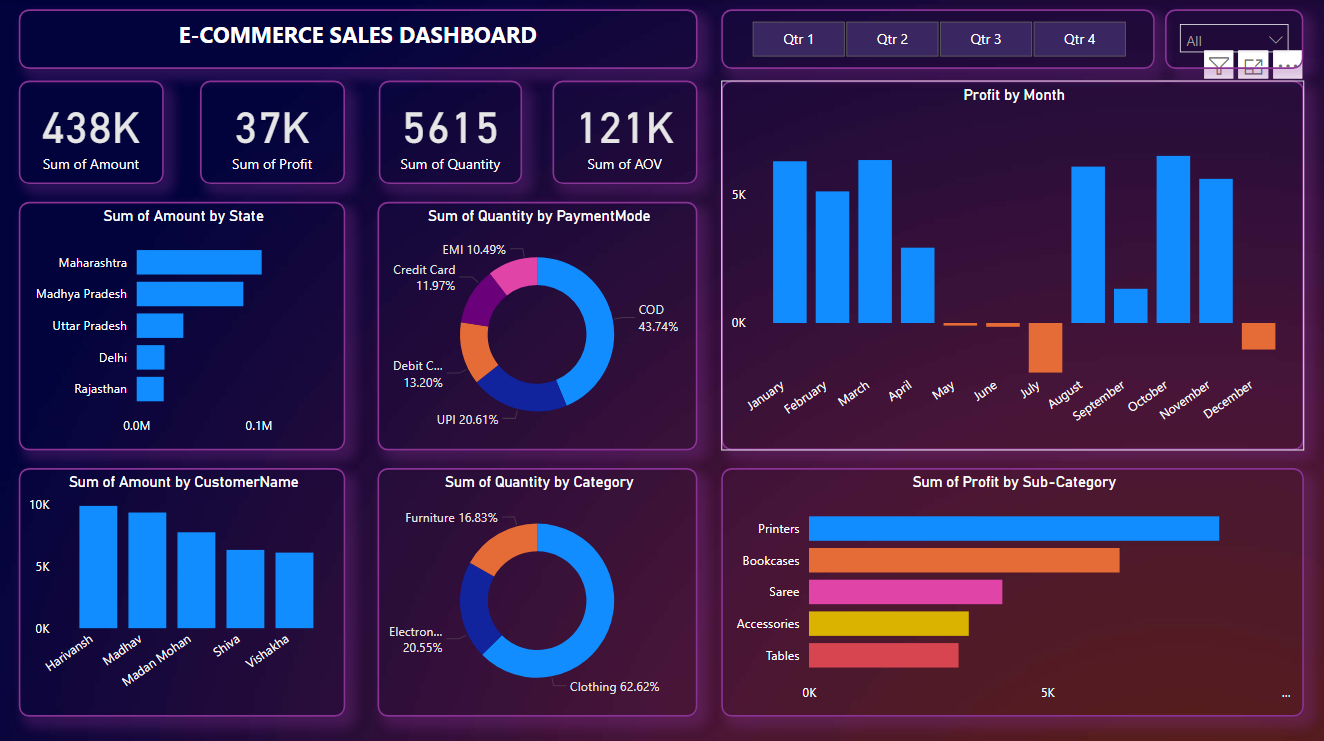 E-COMMERCE SALES DASHBOARD
Qtr 1
Qtr 2
Qtr 3
Qtr 4
All
438K
Sum of Amount
37K
Sum of Profit
5615
Sum of Quantity
121K
Sum of AOV
Profit by Month
5K
0K
January
February
March
April
May
June
July
August
September
October
November
December
Sum of Amount by State
Maharashtra
Madhya Pradesh
Uttar Pradesh
Delhi
Rajasthan
0.0M
0.1M
Sum of Quantity by PaymentMode
EMI 10.49%
Credit Card
11.97%
COD
43.74%
Debit C...
13.20%
UPI 20.61%
Sum of Amount by CustomerName
10K
5K
0K
Harivansh
Madhav
Madan Mohan
Shiva
Vishakha
Sum of Quantity by Category
Furniture 16.83%
Electron...
20.55%
Clothing 62.62%
Sum of Profit by Sub-Category
Printers
Bookcases
Saree
Accessories
Tables
0K
5K
...